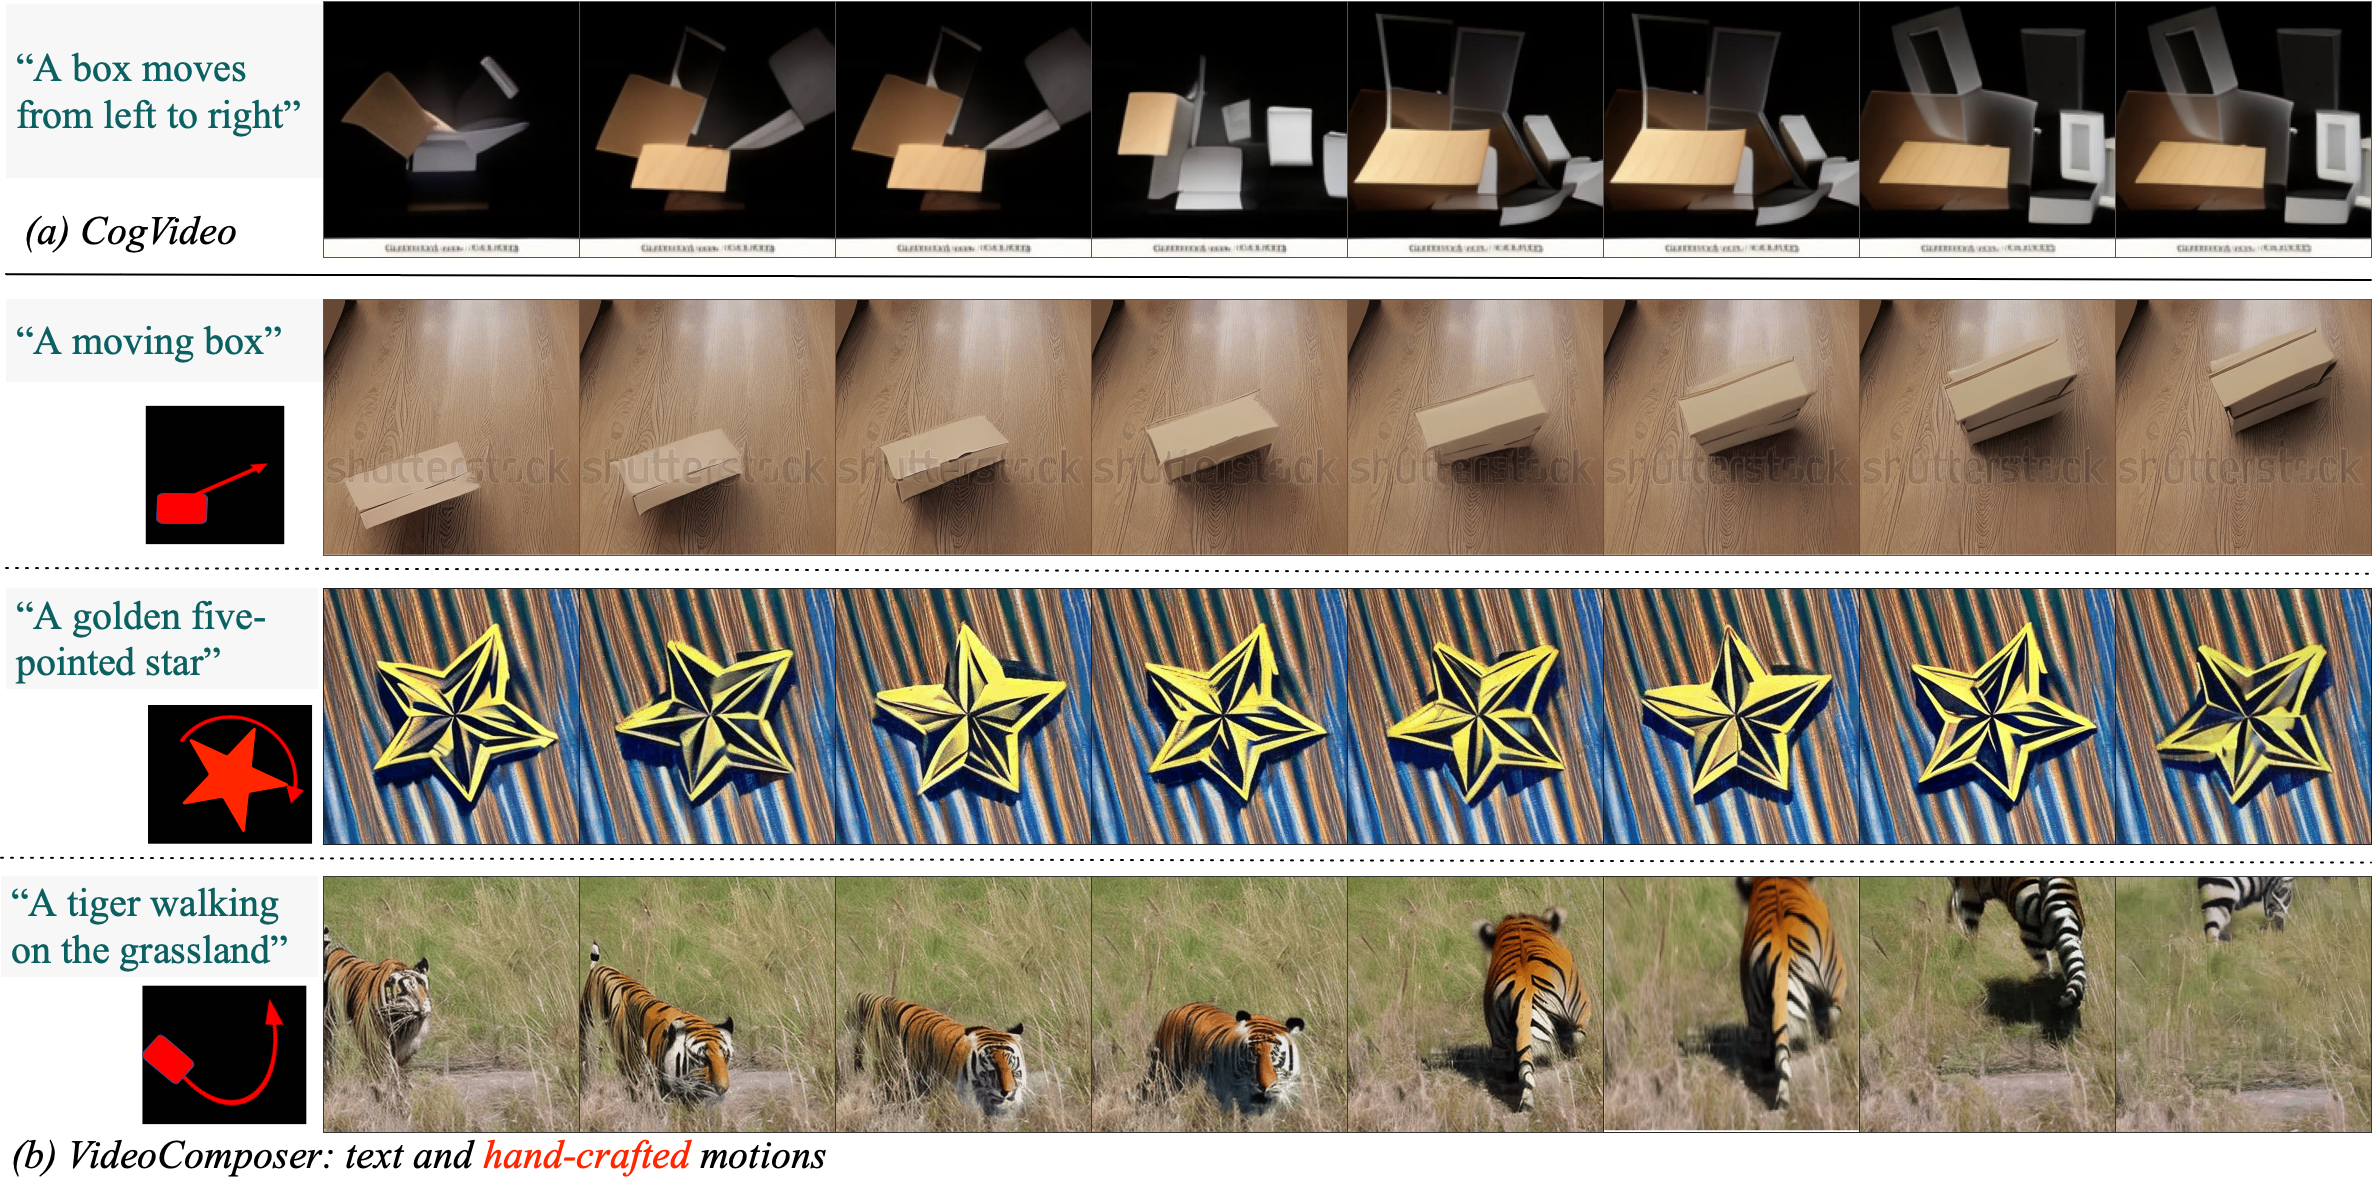 “A box moves
from left to right”
(a) CogVideo
“A moving box”
shutterstock shutterstock shutterstock shutterstock shutterstock shutterstock shutterstock shutterstock
“A golden five-
pointed star”
“A tiger walking
on the grassland”
(b) VideoComposer: text and hand-crafted motions